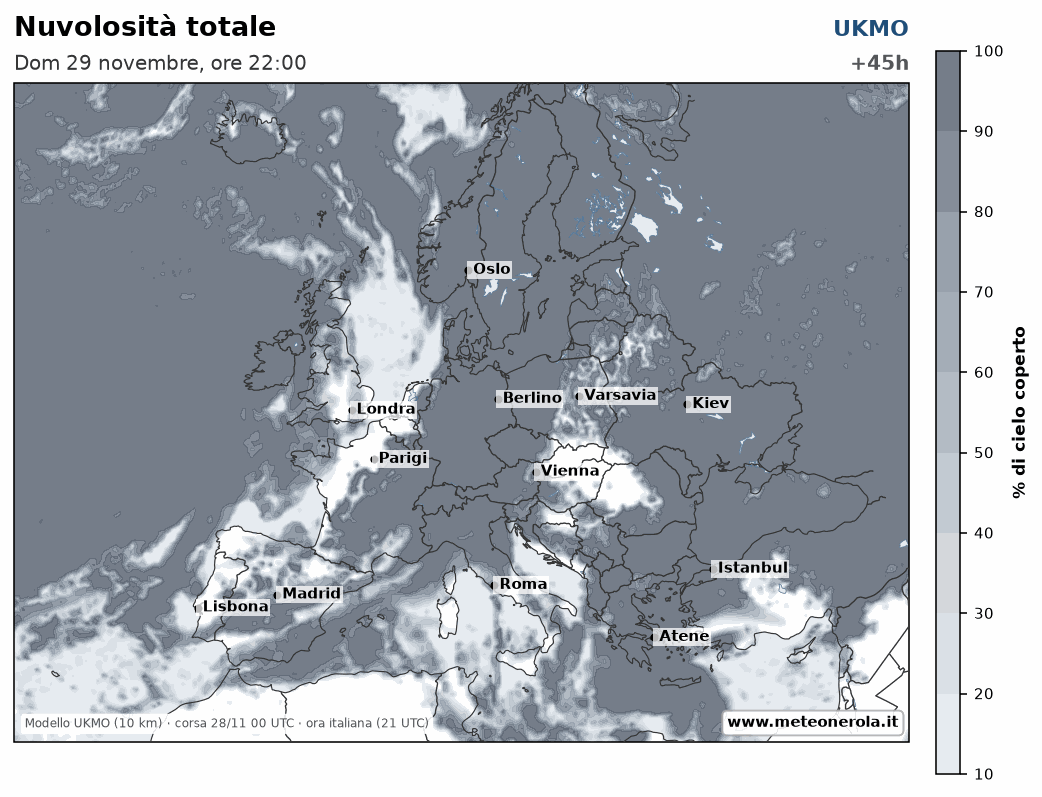 Nuvolosità totale
UKMO
Dom 29 novembre, ore 22:00
+45h
100
90
80
70
60
50
40
30
20
10
% di cielo coperto
Oslo
Berlino
Varsavia
Kiev
Londra
Parigi
Vienna
Istanbul
Roma
Madrid
Lisbona
Atene
Modello UKMO (10 km) · corsa 28/11 00 UTC · ora italiana (21 UTC)
www.meteonerola.it